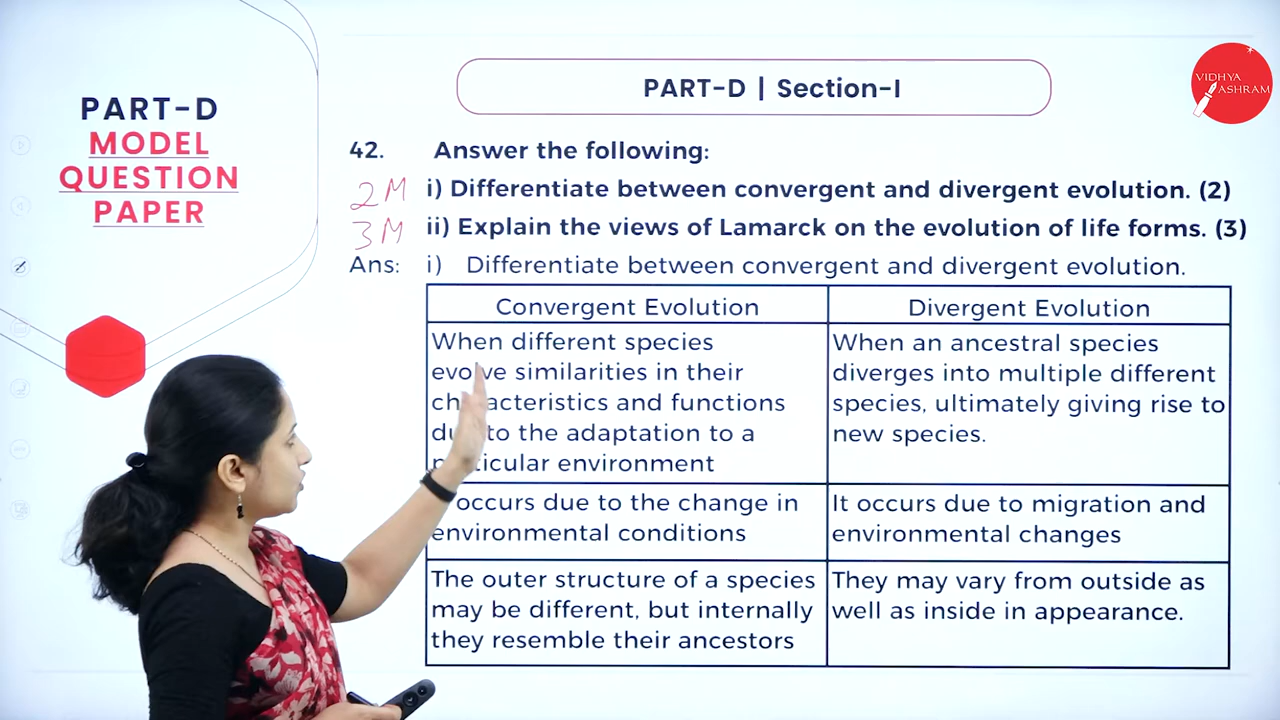 PART-D
MODEL
QUESTION
PAPER
PART-D | Section-I
VIDHYA
ASHRAM
42. Answer the following:
2M i) Differentiate between convergent and divergent evolution. (2)
3M ii) Explain the views of Lamarck on the evolution of life forms. (3)
Ans: i) Differentiate between convergent and divergent evolution.
Convergent Evolution
When different species
evolve similarities in their
characteristics and functions
due to the adaptation to a
particular environment
occurs due to the change in
environmental conditions
The outer structure of a species
may be different, but internally
they resemble their ancestors
Divergent Evolution
When an ancestral species
diverges into multiple different
species, ultimately giving rise to
new species.
It occurs due to migration and
environmental changes
They may vary from outside as
well as inside in appearance.